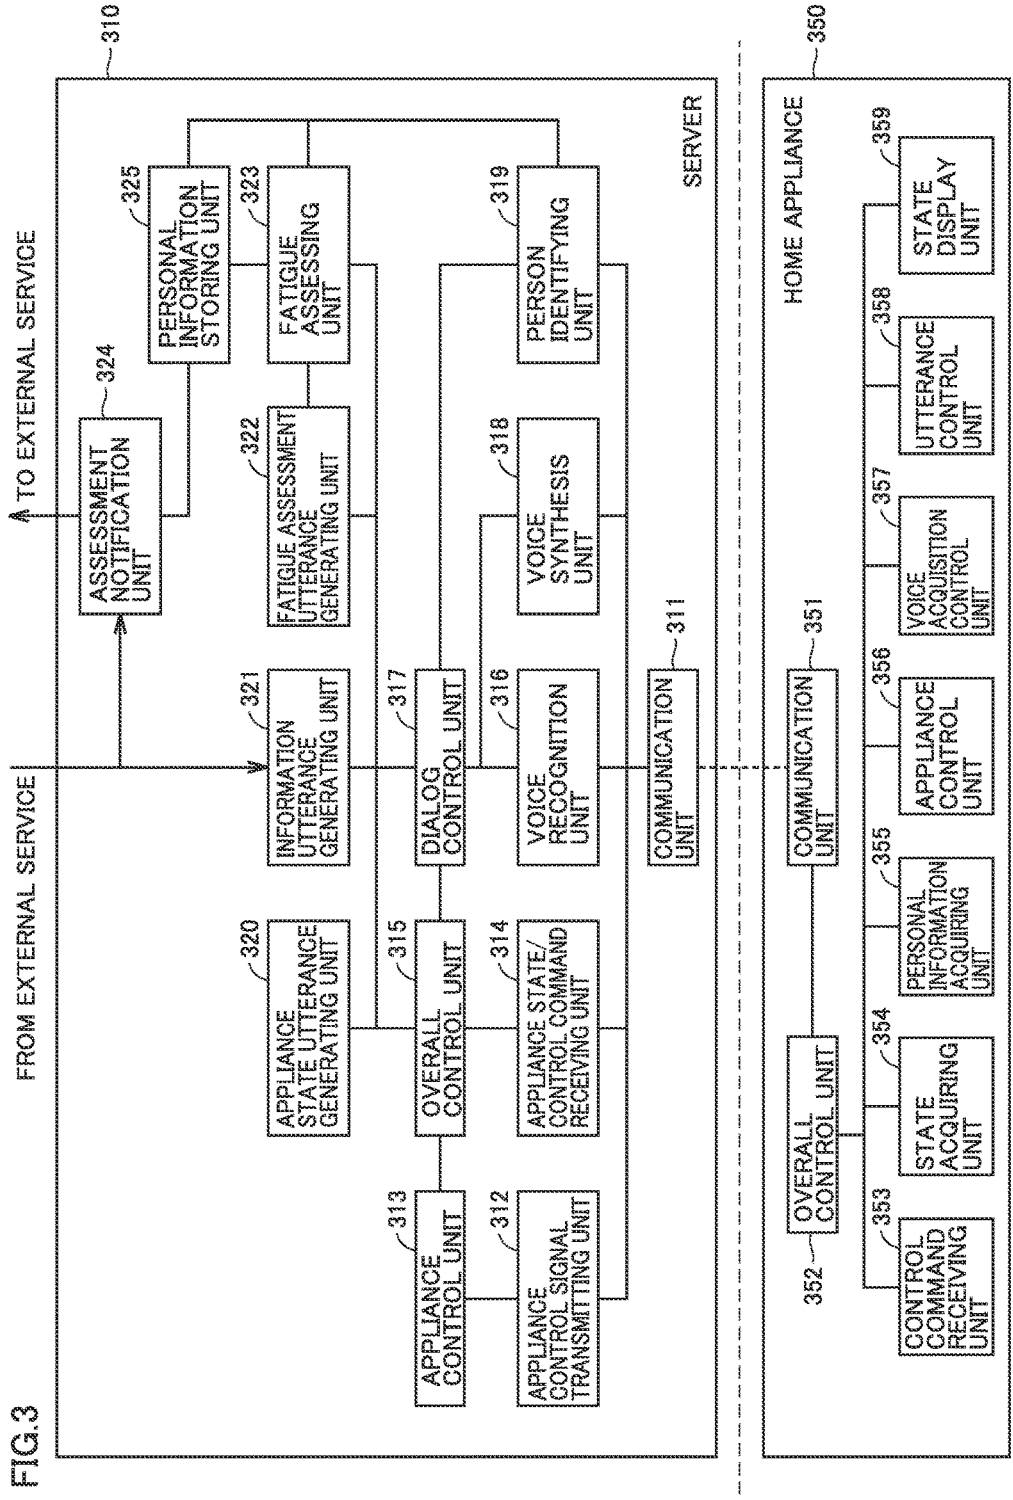 FIG.3
FROM EXTERNAL SERVICE
TO EXTERNAL SERVICE
310
324
ASSESSMENT
NOTIFICATION
UNIT
325
PERSONAL
INFORMATION
STORING UNIT
320
APPLIANCE
STATE UTTERANCE
GENERATING UNIT
321
INFORMATION
UTTERANCE
GENERATING UNIT
322
FATIGUE ASSESSMENT
UTTERANCE
GENERATING UNIT
323
FATIGUE
ASSESSING
UNIT
313
APPLIANCE
CONTROL UNIT
315
OVERALL
CONTROL UNIT
317
DIALOG
CONTROL UNIT
312
APPLIANCE
CONTROL SIGNAL
TRANSMITTING UNIT
314
APPLIANCE STATE/
CONTROL COMMAND
RECEIVING UNIT
316
VOICE
RECOGNITION
UNIT
318
VOICE
SYNTHESIS
UNIT
319
PERSON
IDENTIFYING
UNIT
311
COMMUNICATION
UNIT
SERVER
350
HOME APPLIANCE
351
COMMUNICATION
UNIT
352
OVERALL
CONTROL UNIT
353
CONTROL
COMMAND
RECEIVING
UNIT
354
STATE
ACQUIRING
UNIT
355
PERSONAL
INFORMATION
ACQUIRING
UNIT
356
APPLIANCE
CONTROL
UNIT
357
VOICE
ACQUISITION
CONTROL
UNIT
358
UTTERANCE
CONTROL
UNIT
359
STATE
DISPLAY
UNIT